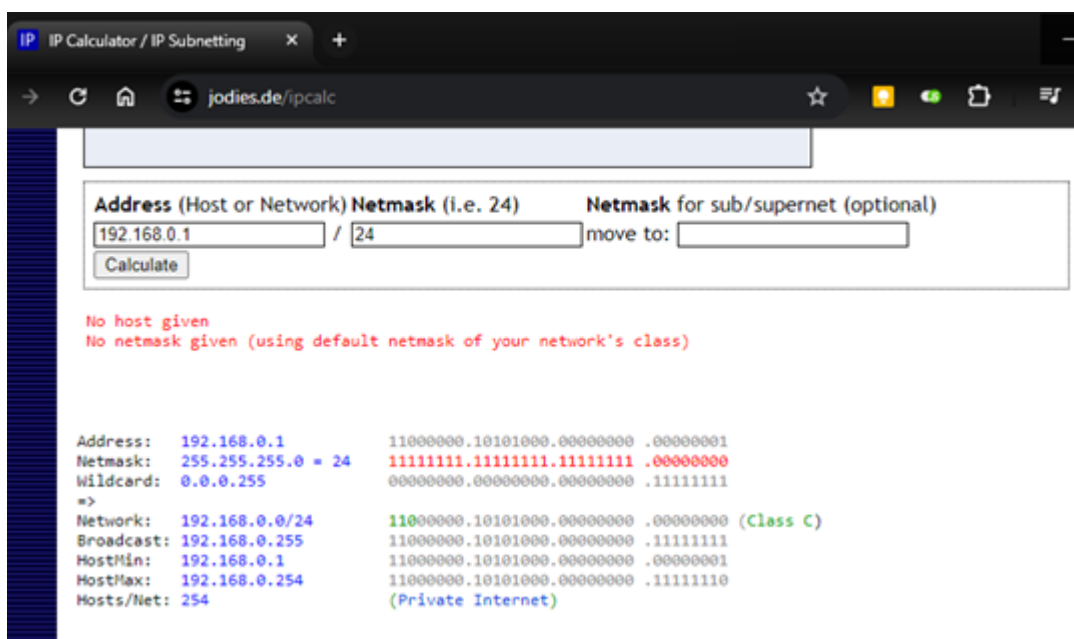 IP IP Calculator / IP Subnetting
jodies.de/ipcalc
Address (Host or Network) Netmask (i.e. 24) Netmask for sub/supernet (optional)
192.168.0.1 / 24 move to:
Calculate
No host given
No netmask given (using default netmask of your network's class)
Address: 192.168.0.1 11000000.10101000.00000000 .00000001
Netmask: 255.255.255.0 = 24 11111111.11111111.11111111 .00000000
Wildcard: 0.0.0.255 00000000.00000000.00000000 .11111111
=>
Network: 192.168.0.0/24 11000000.10101000.00000000 .00000000 (Class C)
Broadcast: 192.168.0.255 11000000.10101000.00000000 .11111111
HostMin: 192.168.0.1 11000000.10101000.00000000 .00000001
HostMax: 192.168.0.254 11000000.10101000.00000000 .11111110
Hosts/Net: 254 (Private Internet)